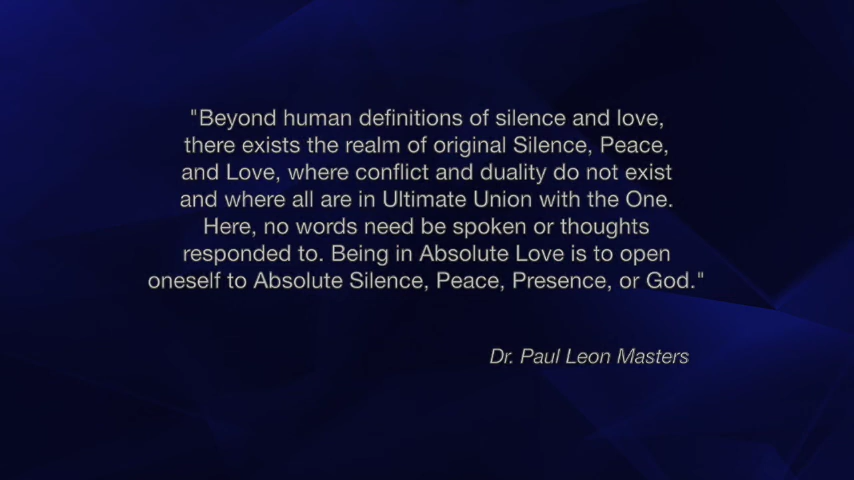 "Beyond human definitions of silence and love,
there exists the realm of original Silence, Peace,
and Love, where conflict and duality do not exist
and where all are in Ultimate Union with the One.
Here, no words need be spoken or thoughts
responded to. Being in Absolute Love is to open
oneself to Absolute Silence, Peace, Presence, or God."
Dr. Paul Leon Masters